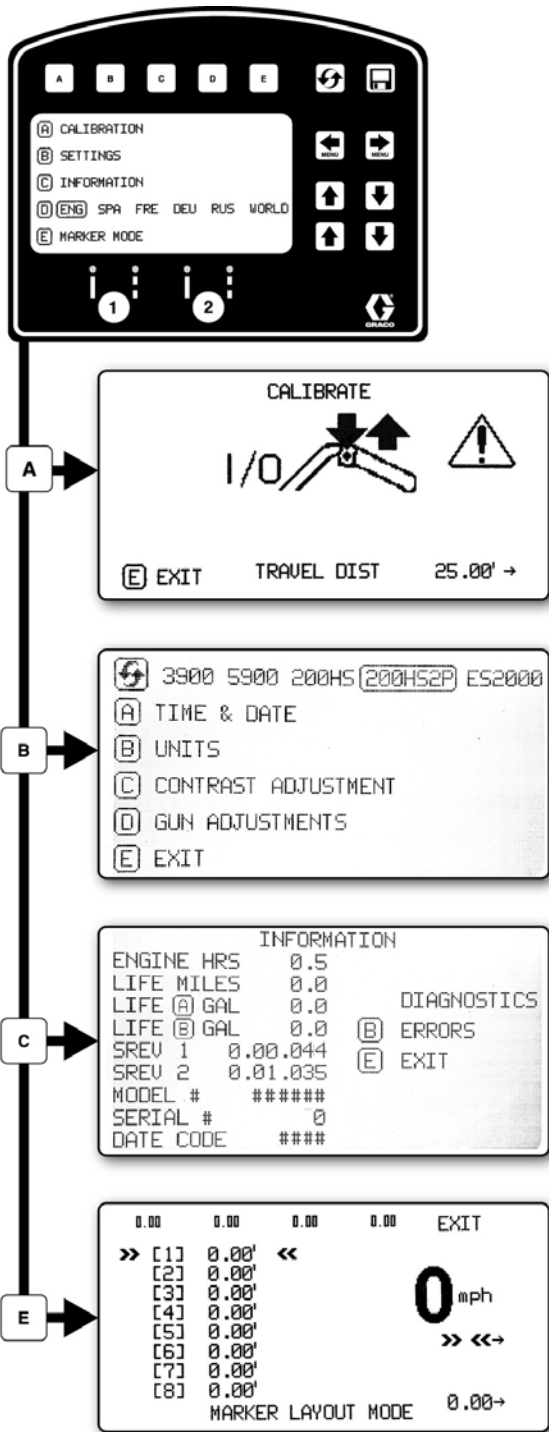 A B C D E
A CALIBRATION
B SETTINGS
C INFORMATION
D ENG SPA FRE DEU RUS WORLD
E MARKER MODE
MENU MENU
1 2
GRACO
A
CALIBRATE
I/O
E EXIT TRAVEL DIST 25.00' →
B
3900 5900 200HS 200HS2P ES2000
A TIME & DATE
B UNITS
C CONTRAST ADJUSTMENT
D GUN ADJUSTMENTS
E EXIT
C
INFORMATION
ENGINE HRS 0.5
LIFE MILES 0.0
LIFE A GAL 0.0 DIAGNOSTICS
LIFE B GAL 0.0 B ERRORS
SREV 1 0.00.044 E EXIT
SREV 2 0.01.035
MODEL # ######
SERIAL # 0
DATE CODE ####
E
0.00 0.00 0.00 0.00 EXIT
» [1] 0.00' «
[2] 0.00'
[3] 0.00'
[4] 0.00'
[5] 0.00'
[6] 0.00'
[7] 0.00'
[8] 0.00'
0 mph
» «→
MARKER LAYOUT MODE 0.00→